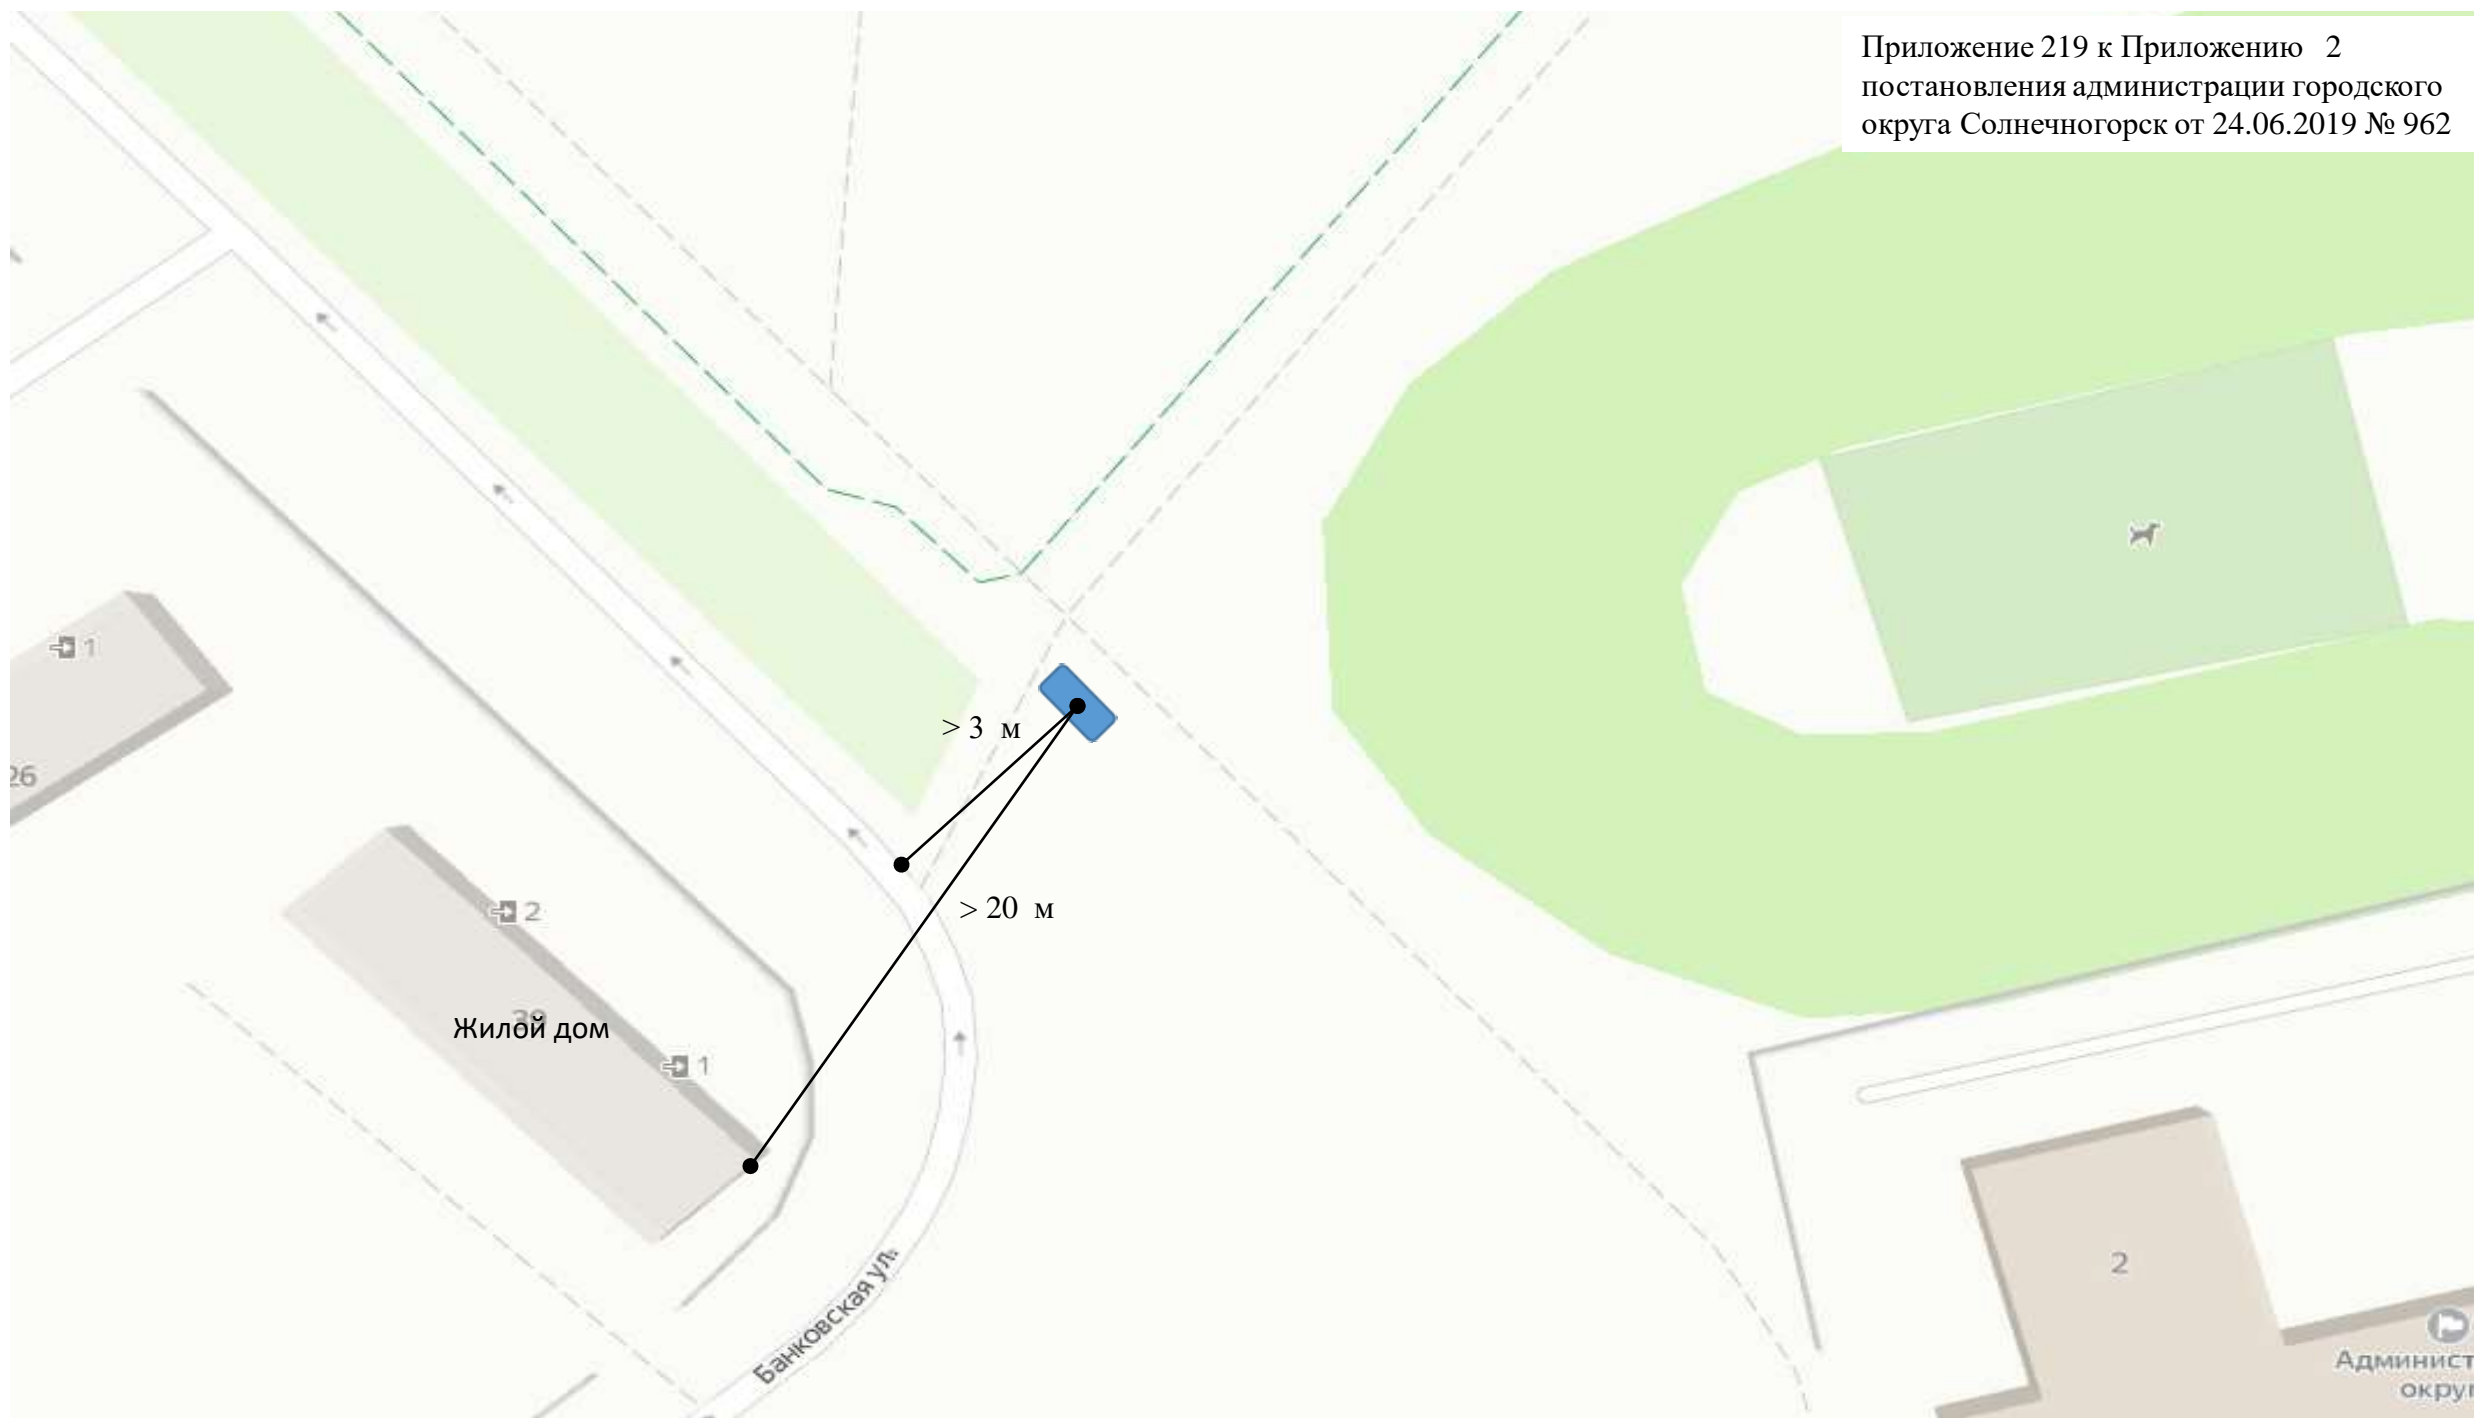 Приложение 219 к Приложению 2
постановления администрации городского
округа Солнечногорск от 24.06.2019 № 962
1
26
> 3 м
2
> 20 м
Жилой дом
1
Банковская ул.
2
Админист
округ